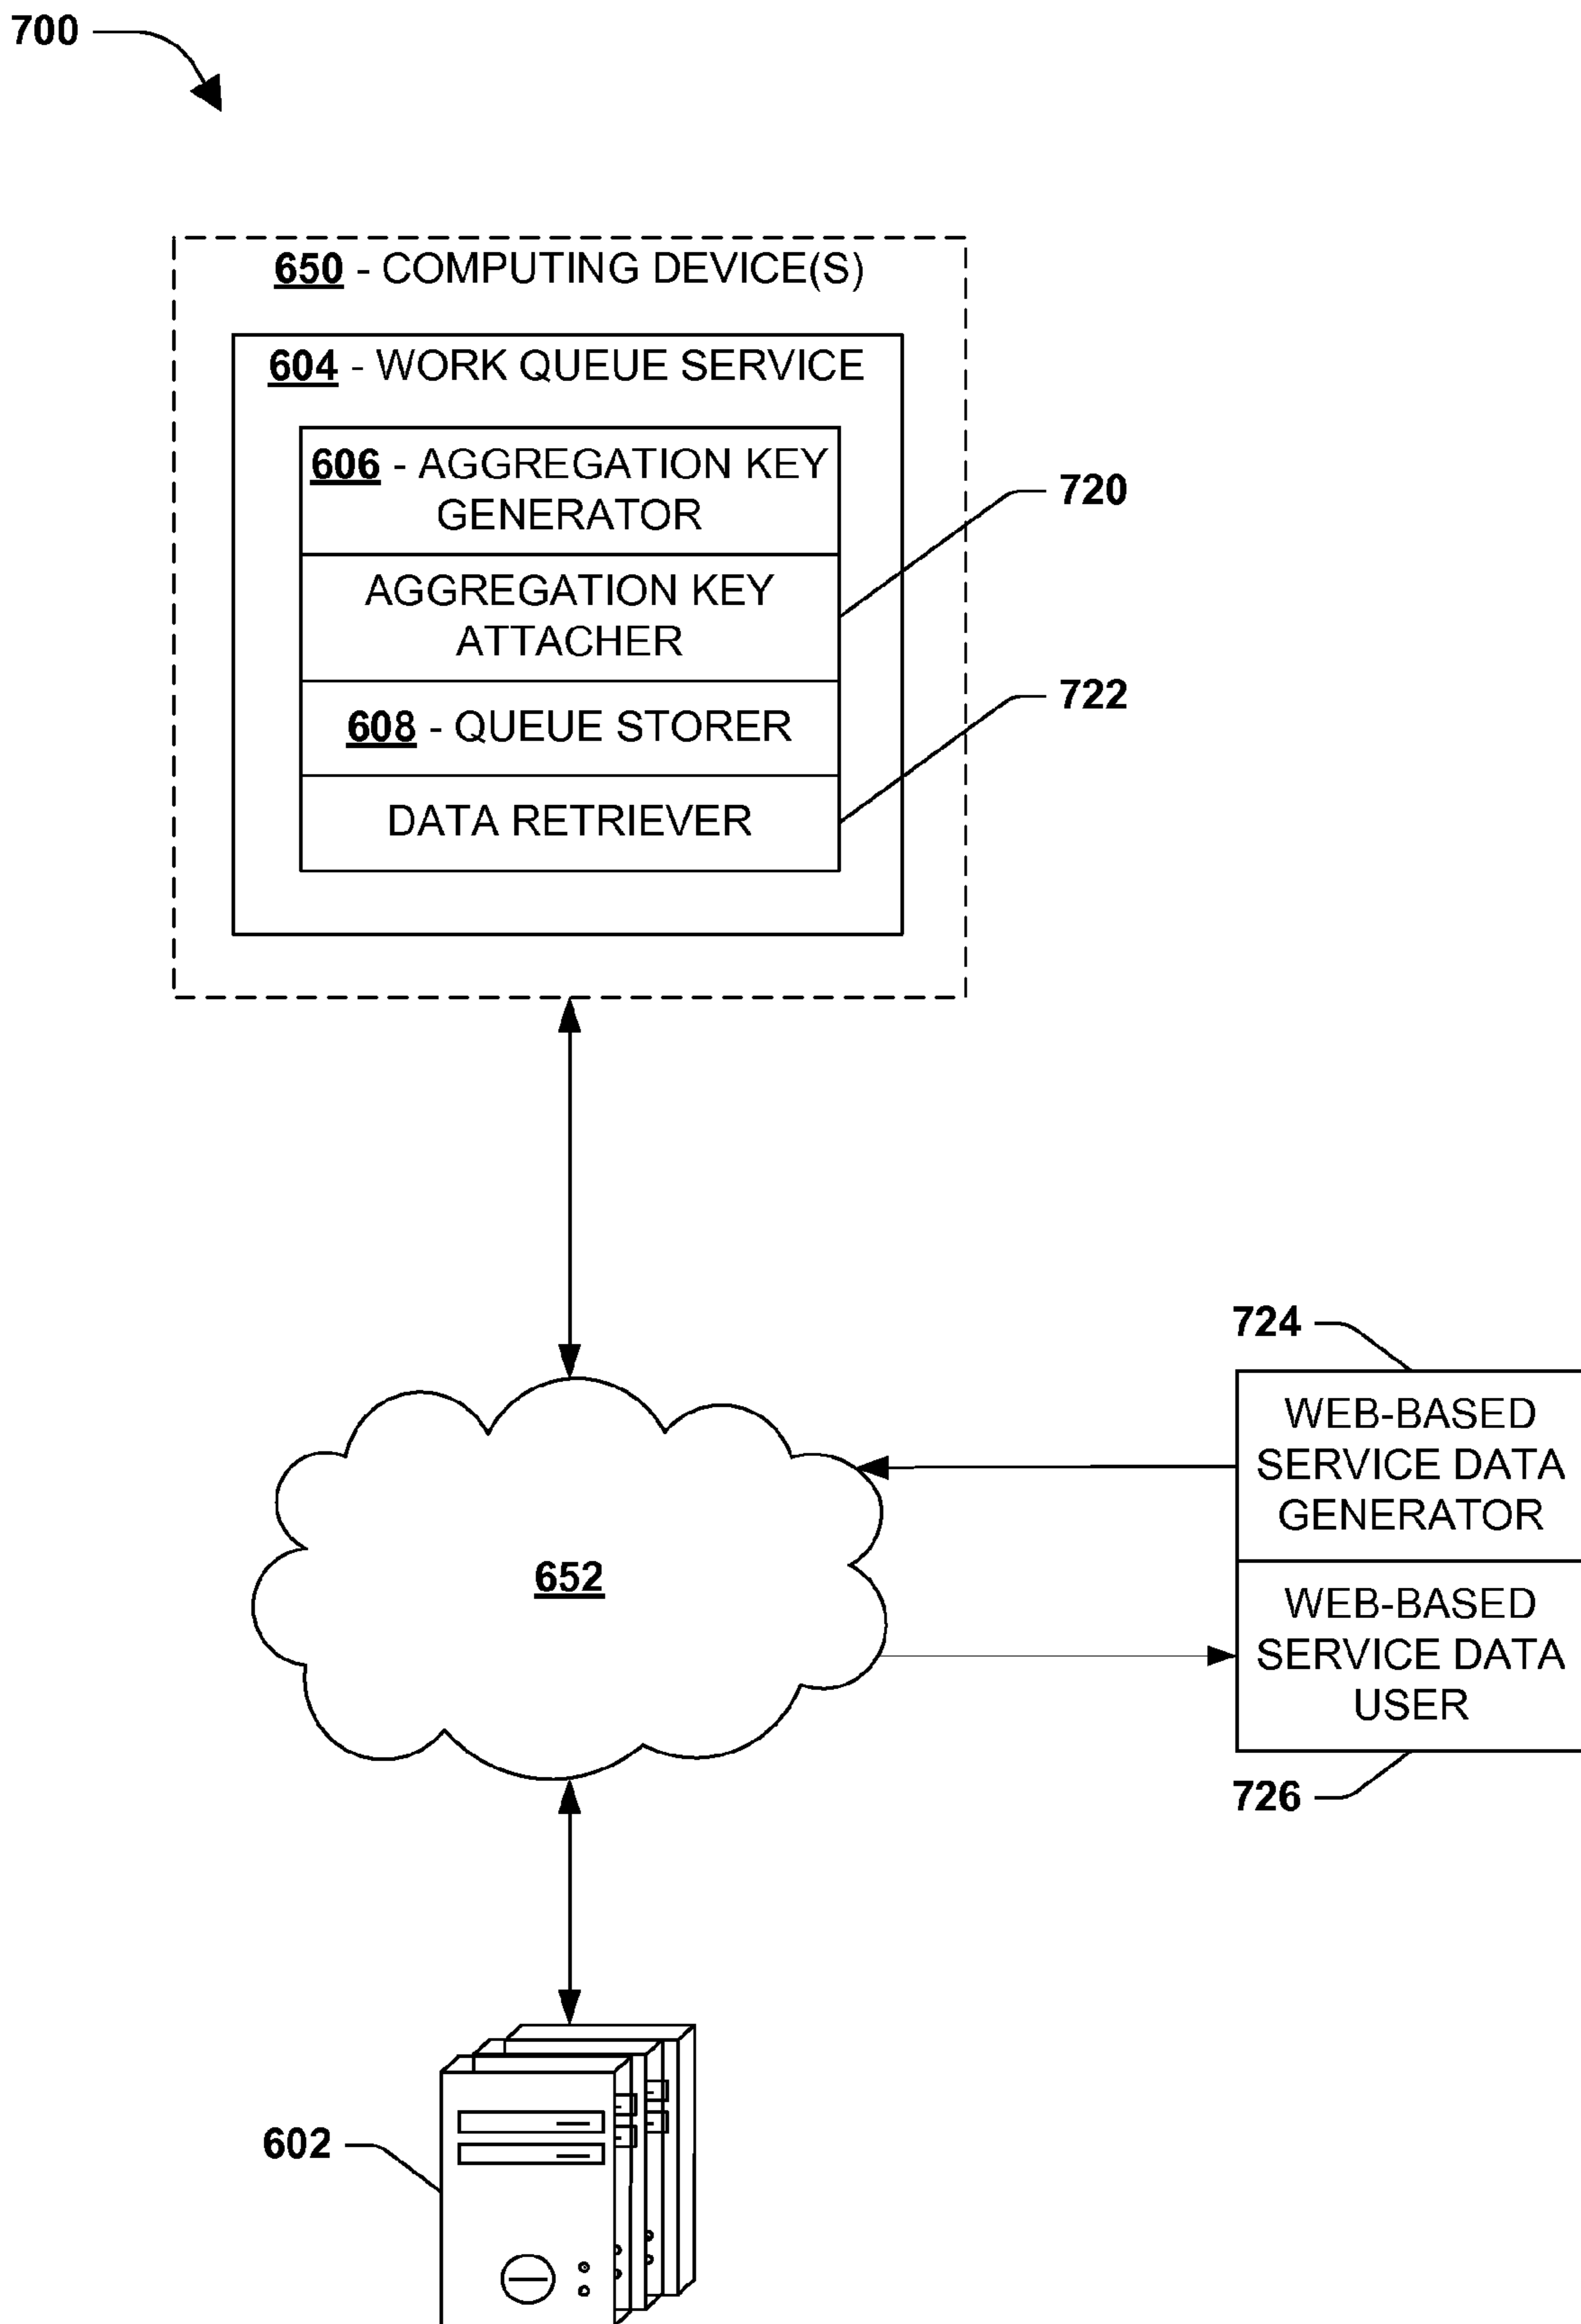 700
650 - COMPUTING DEVICE(S)
604 - WORK QUEUE SERVICE
606 - AGGREGATION KEY
GENERATOR
720
AGGREGATION KEY
ATTACHER
722
608 - QUEUE STORER
DATA RETRIEVER
724
WEB-BASED
SERVICE DATA
GENERATOR
652
WEB-BASED
SERVICE DATA
USER
726
602